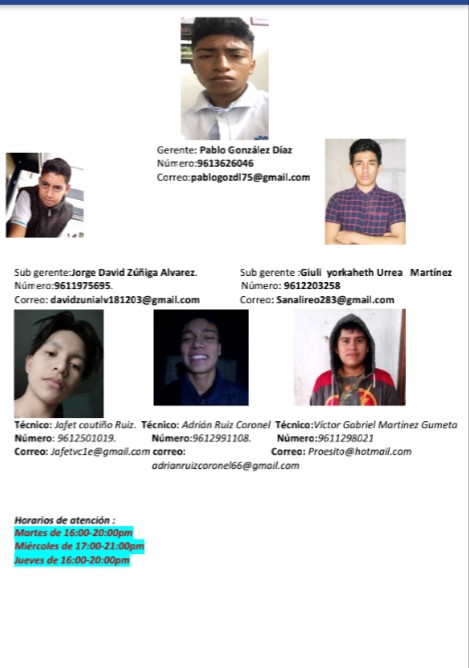 Gerente: Pablo González Díaz
Número:9613626046
Correo:pablogozdl75@gmail.com
Sub gerente:Jorge David Zúñiga Alvarez.
Número:9611975695.
Correo: davidzunialv181203@gmail.com
Sub gerente :Giuli yorkaheth Urrea Martínez
Número: 9612203258
Correo: Sanalireo283@gmail.com
Técnico: Jafet coutiño Ruiz.
Número: 9612501019.
Correo: Jafetvc1e@gmail.com
Técnico: Adrián Ruiz Coronel
Número:9612991108.
correo:
adrianruizcoronel66@gmail.com
Técnico:Víctor Gabriel Martínez Gumeta
Número:9611298021
Correo: Proesito@hotmail.com
Horarios de atención :
Martes de 16:00-20:00pm
Miércoles de 17:00-21:00pm
Jueves de 16:00-20:00pm